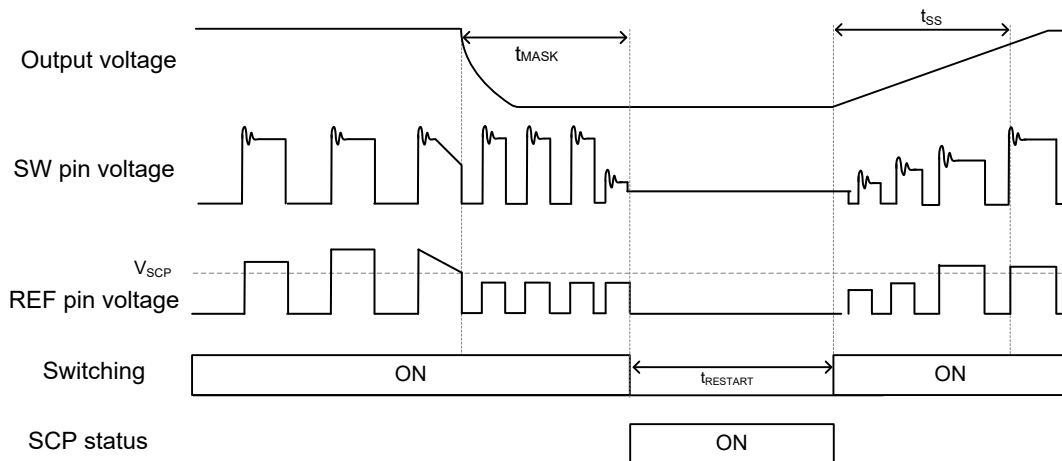 Output voltage
tMASK
tSS
SW pin voltage
VSCP
REF pin voltage
Switching
ON
tRESTART
ON
SCP status
ON